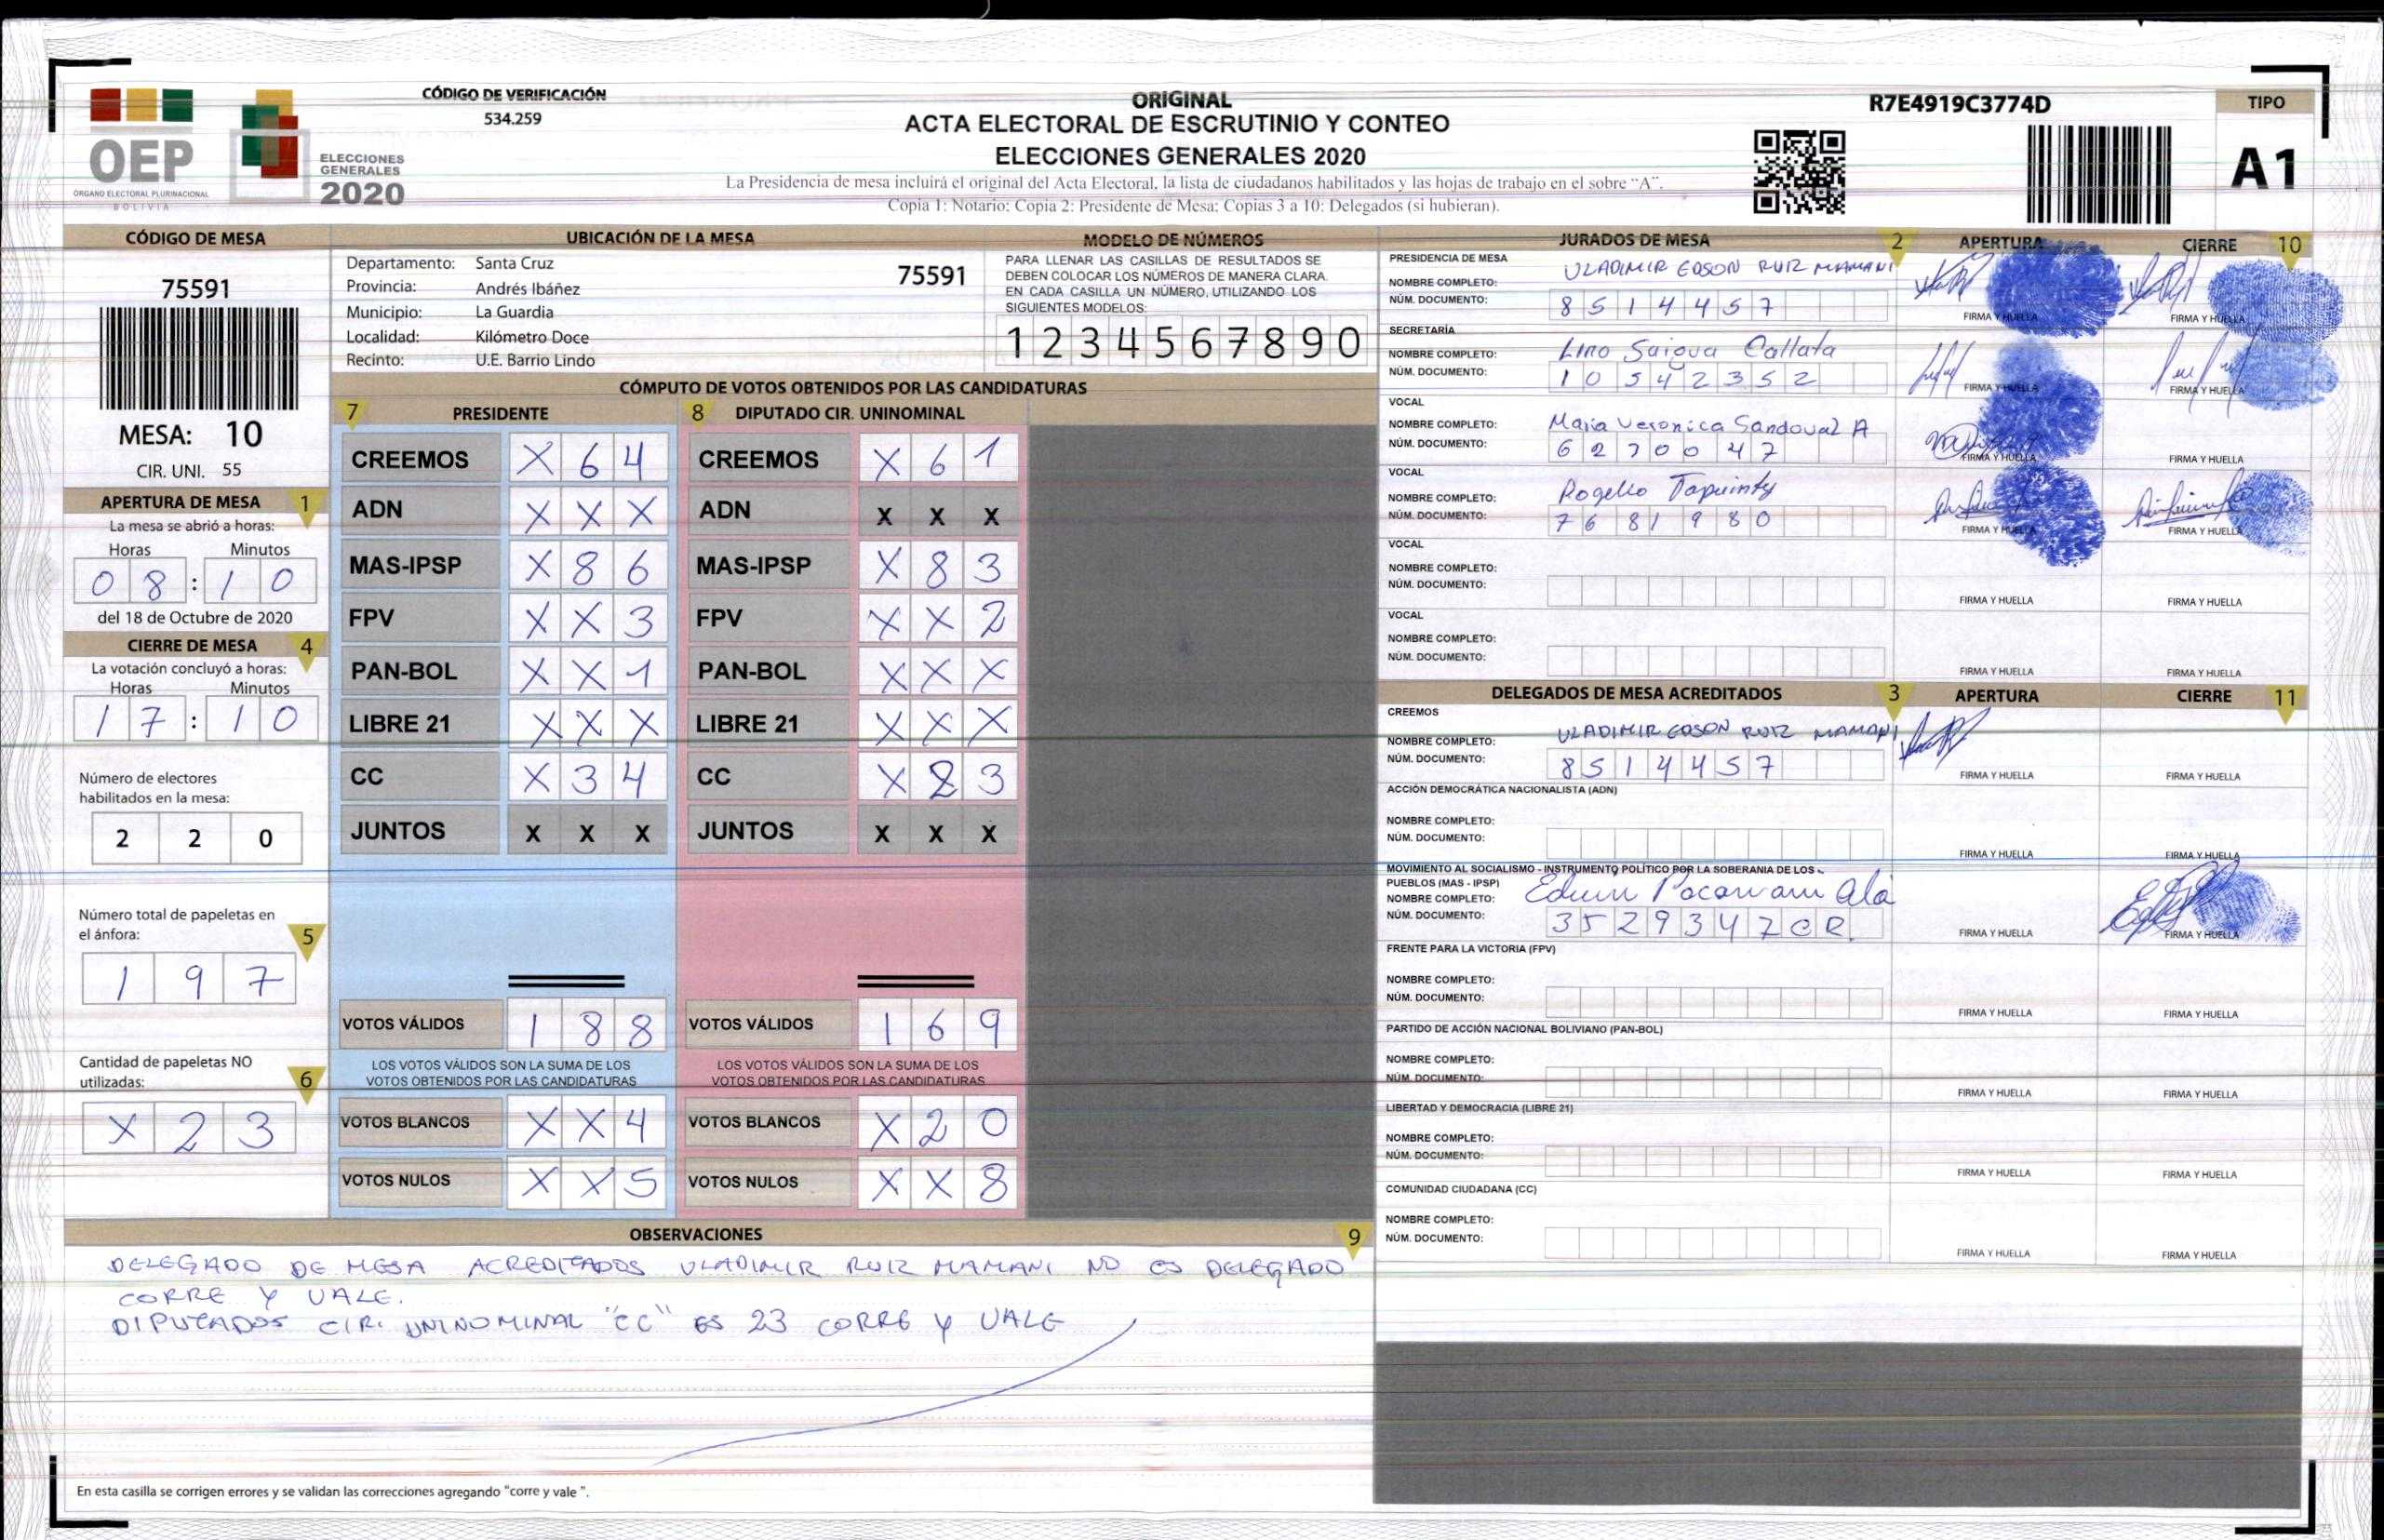 CÓDIGO DE VERIFICACIÓN
534.259
ORIGINAL
ACTA ELECTORAL DE ESCRUTINIO Y CONTEO
ELECCIONES GENERALES 2020
La Presidencia de mesa incluirá el original del Acta Electoral, la lista de ciudadanos habilitados y las hojas de trabajo en el sobre "A".
Copia 1: Notario; Copia 2: Presidente de Mesa; Copias 3 a 10: Delegados (si hubieran).
R7E4919C3774D
TIPO
A1
OEP
ÓRGANO ELECTORAL PLURINACIONAL
BOLIVIA
ELECCIONES
GENERALES
2020
CÓDIGO DE MESA
75591
MESA: 10
CIR. UNI. 55
APERTURA DE MESA 1
La mesa se abrió a horas:
Horas Minutos
0 8 : 1 0
del 18 de Octubre de 2020
CIERRE DE MESA 4
La votación concluyó a horas:
Horas Minutos
1 7 : 1 0
Número de electores
habilitados en la mesa:
2 2 0
Número total de papeletas en
el ánfora: 5
1 9 7
Cantidad de papeletas NO
utilizadas: 6
X 2 3
UBICACIÓN DE LA MESA
Departamento: Santa Cruz 75591
Provincia: Andrés Ibáñez
Municipio: La Guardia
Localidad: Kilómetro Doce
Recinto: U.E. Barrio Lindo
MODELO DE NÚMEROS
PARA LLENAR LAS CASILLAS DE RESULTADOS SE
DEBEN COLOCAR LOS NÚMEROS DE MANERA CLARA.
EN CADA CASILLA UN NÚMERO, UTILIZANDO LOS
SIGUIENTES MODELOS:
1 2 3 4 5 6 7 8 9 0
CÓMPUTO DE VOTOS OBTENIDOS POR LAS CANDIDATURAS
7 PRESIDENTE 8 DIPUTADO CIR. UNINOMINAL
CREEMOS X 6 4 CREEMOS X 6 1
ADN X X X ADN X X X
MAS-IPSP X 8 6 MAS-IPSP X 8 3
FPV X X 3 FPV X X 2
PAN-BOL X X 1 PAN-BOL X X X
LIBRE 21 X X X LIBRE 21 X X X
CC X 3 4 CC X 2 3
JUNTOS X X X JUNTOS X X X
VOTOS VÁLIDOS 1 8 8 VOTOS VÁLIDOS 1 6 9
LOS VOTOS VÁLIDOS SON LA SUMA DE LOS LOS VOTOS VÁLIDOS SON LA SUMA DE LOS
VOTOS OBTENIDOS POR LAS CANDIDATURAS VOTOS OBTENIDOS POR LAS CANDIDATURAS
VOTOS BLANCOS X X 4 VOTOS BLANCOS X 2 0
VOTOS NULOS X X 5 VOTOS NULOS X X 8
JURADOS DE MESA 2 APERTURA CIERRE 10
PRESIDENCIA DE MESA
NOMBRE COMPLETO: VLADIMIR EDSON RUIZ MAMANI
NÚM. DOCUMENTO: 8 5 1 4 4 5 7
FIRMA Y HUELLA FIRMA Y HUELLA
SECRETARÍA
NOMBRE COMPLETO: Lino Saigua Callata
NÚM. DOCUMENTO: 1 0 5 4 2 3 5 2
FIRMA Y HUELLA FIRMA Y HUELLA
VOCAL
NOMBRE COMPLETO: Maria Veronica Sandoval A
NÚM. DOCUMENTO: 6 2 7 0 0 4 7
FIRMA Y HUELLA FIRMA Y HUELLA
VOCAL
NOMBRE COMPLETO: Rogelio
NÚM. DOCUMENTO: 7 6 8 1 9 8 0
FIRMA Y HUELLA FIRMA Y HUELLA
VOCAL
NOMBRE COMPLETO:
NÚM. DOCUMENTO:
FIRMA Y HUELLA FIRMA Y HUELLA
VOCAL
NOMBRE COMPLETO:
NÚM. DOCUMENTO:
FIRMA Y HUELLA FIRMA Y HUELLA
DELEGADOS DE MESA ACREDITADOS 3 APERTURA CIERRE 11
CREEMOS
NOMBRE COMPLETO: VLADIMIR EDSON RUIZ MAMANI
NÚM. DOCUMENTO: 8 5 1 4 4 5 7
FIRMA Y HUELLA FIRMA Y HUELLA
ACCIÓN DEMOCRÁTICA NACIONALISTA (ADN)
NOMBRE COMPLETO:
NÚM. DOCUMENTO:
FIRMA Y HUELLA FIRMA Y HUELLA
MOVIMIENTO AL SOCIALISMO - INSTRUMENTO POLÍTICO POR LA SOBERANIA DE LOS
PUEBLOS (MAS - IPSP)
NOMBRE COMPLETO: Edwin
NÚM. DOCUMENTO: 3 5 2 9 3 4 7 C R
FIRMA Y HUELLA FIRMA Y HUELLA
FRENTE PARA LA VICTORIA (FPV)
NOMBRE COMPLETO:
NÚM. DOCUMENTO:
FIRMA Y HUELLA FIRMA Y HUELLA
PARTIDO DE ACCIÓN NACIONAL BOLIVIANO (PAN-BOL)
NOMBRE COMPLETO:
NÚM. DOCUMENTO:
FIRMA Y HUELLA FIRMA Y HUELLA
LIBERTAD Y DEMOCRACIA (LIBRE 21)
NOMBRE COMPLETO:
NÚM. DOCUMENTO:
FIRMA Y HUELLA FIRMA Y HUELLA
COMUNIDAD CIUDADANA (CC)
NOMBRE COMPLETO:
NÚM. DOCUMENTO:
FIRMA Y HUELLA FIRMA Y HUELLA
OBSERVACIONES 9
DELEGADO DE MESA ACREDITADOS VLADIMIR RUIZ MAMANI NO ES DELEGADO
CORRE Y VALE.
DIPUTADOS CIR. UNINOMINAL "CC" ES 23 CORRE Y VALE
En esta casilla se corrigen errores y se validan las correcciones agregando "corre y vale ".